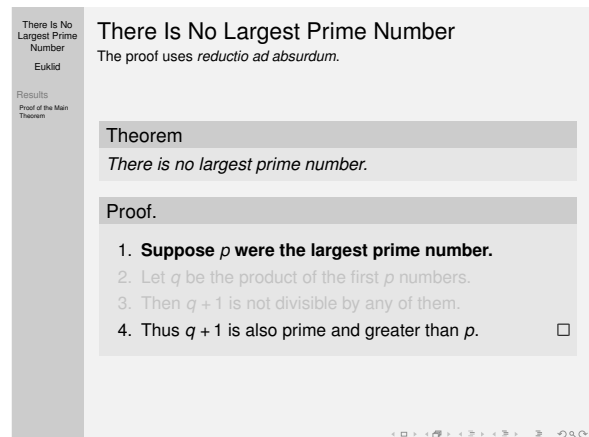 There Is No
Largest Prime
Number
Euklid
Results
Proof of the Main
Theorem
There Is No Largest Prime Number
The proof uses reductio ad absurdum.
Theorem
There is no largest prime number.
Proof.
1. Suppose p were the largest prime number.
2. Let q be the product of the first p numbers.
3. Then q + 1 is not divisible by any of them.
4. Thus q + 1 is also prime and greater than p. □